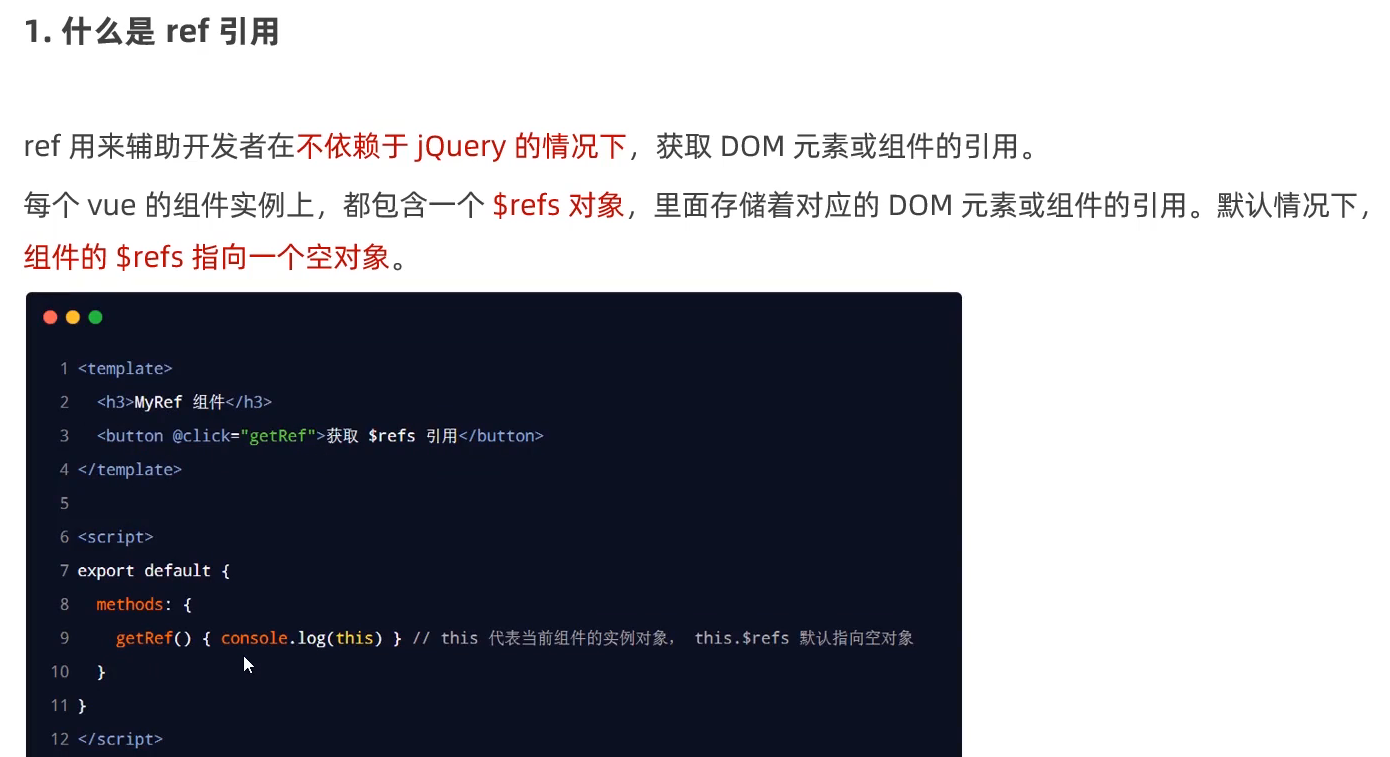 1. 什么是 ref 引用
ref 用来辅助开发者在不依赖于 jQuery 的情况下，获取 DOM 元素或组件的引用。
每个 vue 的组件实例上，都包含一个 $refs 对象，里面存储着对应的 DOM 元素或组件的引用。默认情况下，
组件的 $refs 指向一个空对象。
1 <template>
2   <h3>MyRef 组件</h3>
3   <button @click="getRef">获取 $refs 引用</button>
4 </template>
5
6 <script>
7 export default {
8   methods: {
9     getRef() { console.log(this) } // this 代表当前组件的实例对象， this.$refs 默认指向空对象
10   }
11 }
12 </script>